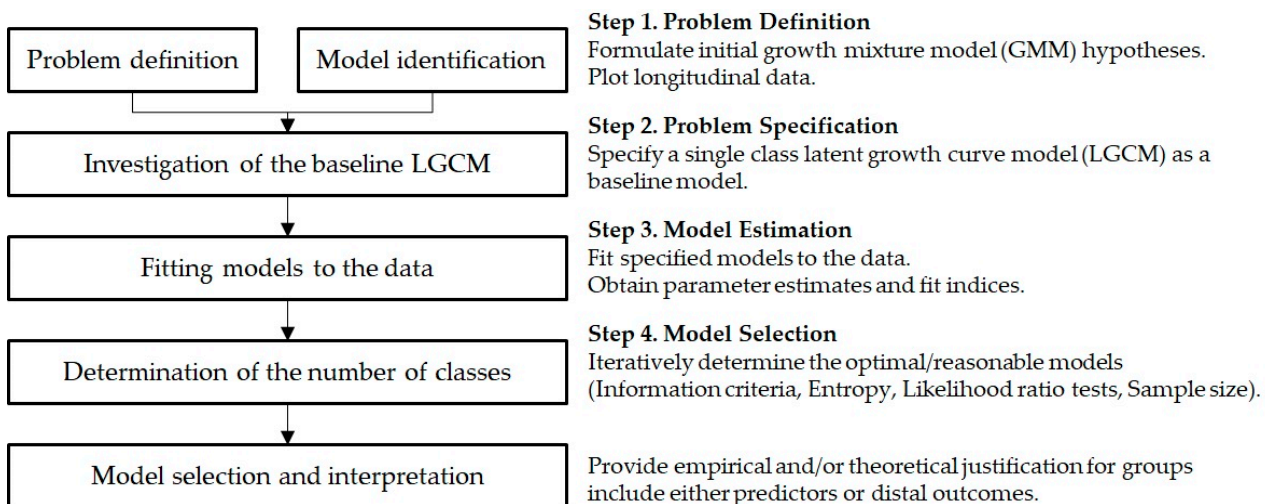 Problem definition
Model identification
Investigation of the baseline LGCM
Fitting models to the data
Determination of the number of classes
Model selection and interpretation
Step 1. Problem Definition
Formulate initial growth mixture model (GMM) hypotheses.
Plot longitudinal data.
Step 2. Problem Specification
Specify a single class latent growth curve model (LGCM) as a
baseline model.
Step 3. Model Estimation
Fit specified models to the data.
Obtain parameter estimates and fit indices.
Step 4. Model Selection
Iteratively determine the optimal/reasonable models
(Information criteria, Entropy, Likelihood ratio tests, Sample size).
Provide empirical and/or theoretical justification for groups
include either predictors or distal outcomes.